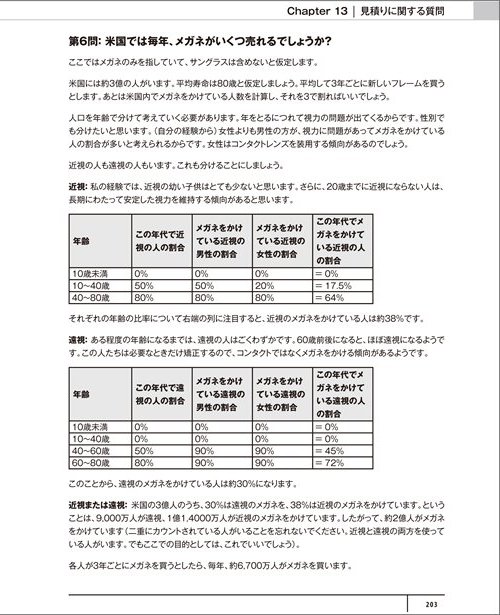 Chapter 13 | 見積りに関する質問
第6問: 米国では毎年、メガネがいくつ売れるでしょうか?
ここではメガネのみを指していて、サングラスは含めないと仮定します。
米国には約3億の人がいます。平均寿命は80歳と仮定しましょう。平均して3年ごとに新しいフレームを買う
とします。あとは米国内でメガネをかけている人数を計算し、それを3で割ればいいでしょう。
人口を年齢で分けて考えていく必要があります。年をとるにつれて視力の問題が出てくるからです。性別で
も分けたいと思います。(自分の経験から) 女性よりも男性の方が、視力に問題があってメガネをかけている
人の割合が多いと考えられるからです。女性はコンタクトレンズを装用する傾向があるのでしょう。
近視の人も遠視の人もいます。これも分けることにしましょう。
近視: 私の経験では、近視の幼い子供はとても少ないと思います。さらに、20歳までに近視にならない人は、
長期にわたって安定した視力を維持する傾向があると思います。
年齢
この年代で近
視の人の割合
メガネをかけ
ている近視の
男性の割合
メガネをかけ
ている近視の
女性の割合
この年代でメ
ガネをかけて
いる近視の人
の割合
10歳未満 0% 0% 0% = 0%
10〜40歳 50% 50% 20% = 17.5%
40〜80歳 80% 80% 80% = 64%
それぞれの年齢の比率について右端の列に注目すると、近視のメガネをかけている人は約38%です。
遠視: ある程度の年齢になるまでは、遠視の人はごくわずかです。60歳前後になると、ほぼ遠視になるようで
す。この人たちは必要なときだけ矯正するので、コンタクトではなくメガネをかける傾向があるようです。
年齢
この年代で遠
視の人の割合
メガネをかけ
ている遠視の
男性の割合
メガネをかけ
ている遠視の
女性の割合
この年代でメ
ガネをかけて
いる遠視の人
の割合
10歳未満 0% 0% 0% = 0%
10〜40歳 0% 0% 0% = 0%
40〜60歳 50% 90% 90% = 45%
60〜80歳 80% 90% 90% = 72%
このことから、遠視のメガネをかけている人は約30%になります。
近視または遠視: 米国の3億人のうち、30%は遠視のメガネを、38%は近視のメガネをかけています。という
ことは、9,000万人が遠視、1億1,4000万人が近視のメガネをかけています。したがって、約2億人がメガネ
をかけています(二重にカウントされている人がいることを忘れないでください。近視と遠視の両方を使って
いる人がいます。でもここでの目的としては、これでいいでしょう)。
各人が3年ごとにメガネを買うとしたら、毎年、約6,700万人がメガネを買います。
203